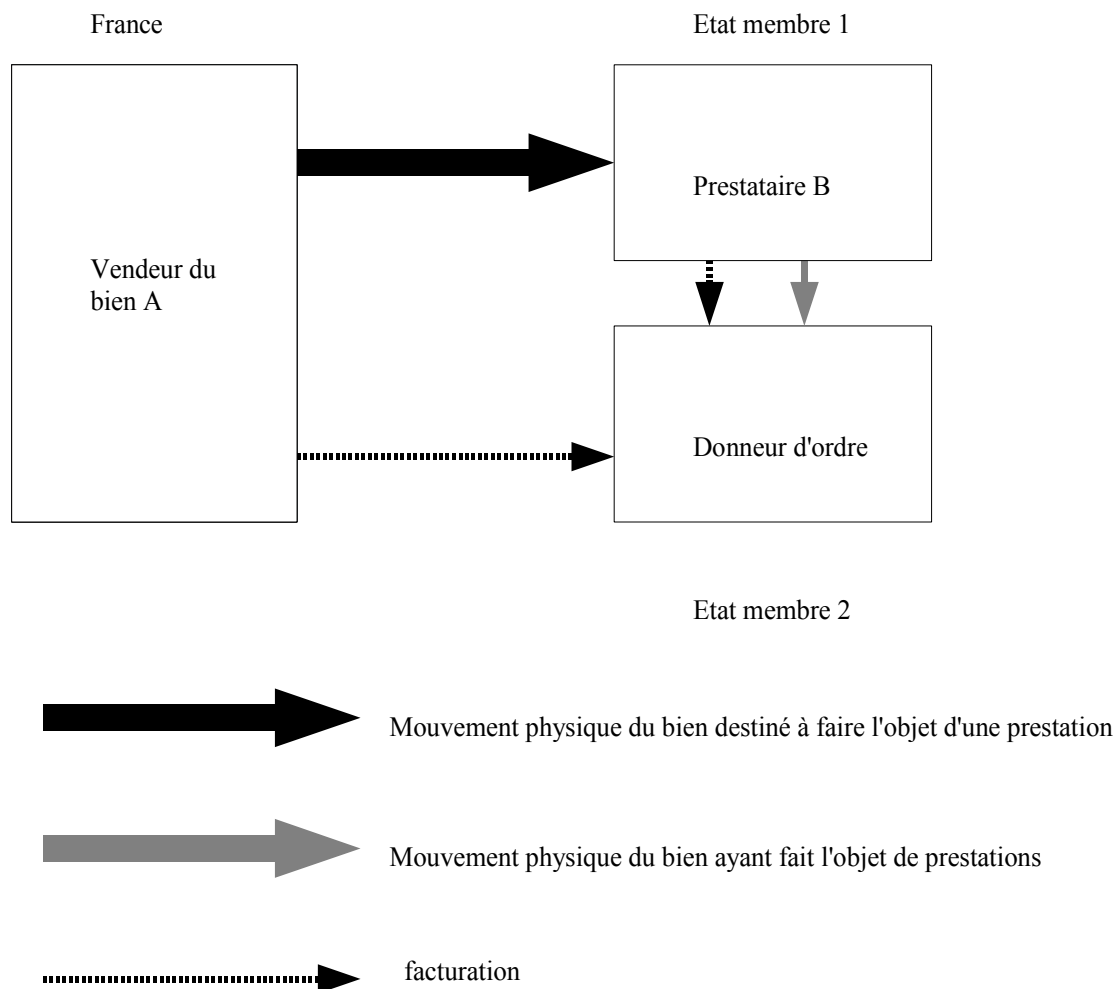 France
Etat membre 1
Prestataire B
Vendeur du
bien A
Donneur d'ordre
Etat membre 2
Mouvement physique du bien destiné à faire l'objet d'une prestation
Mouvement physique du bien ayant fait l'objet de prestations
facturation